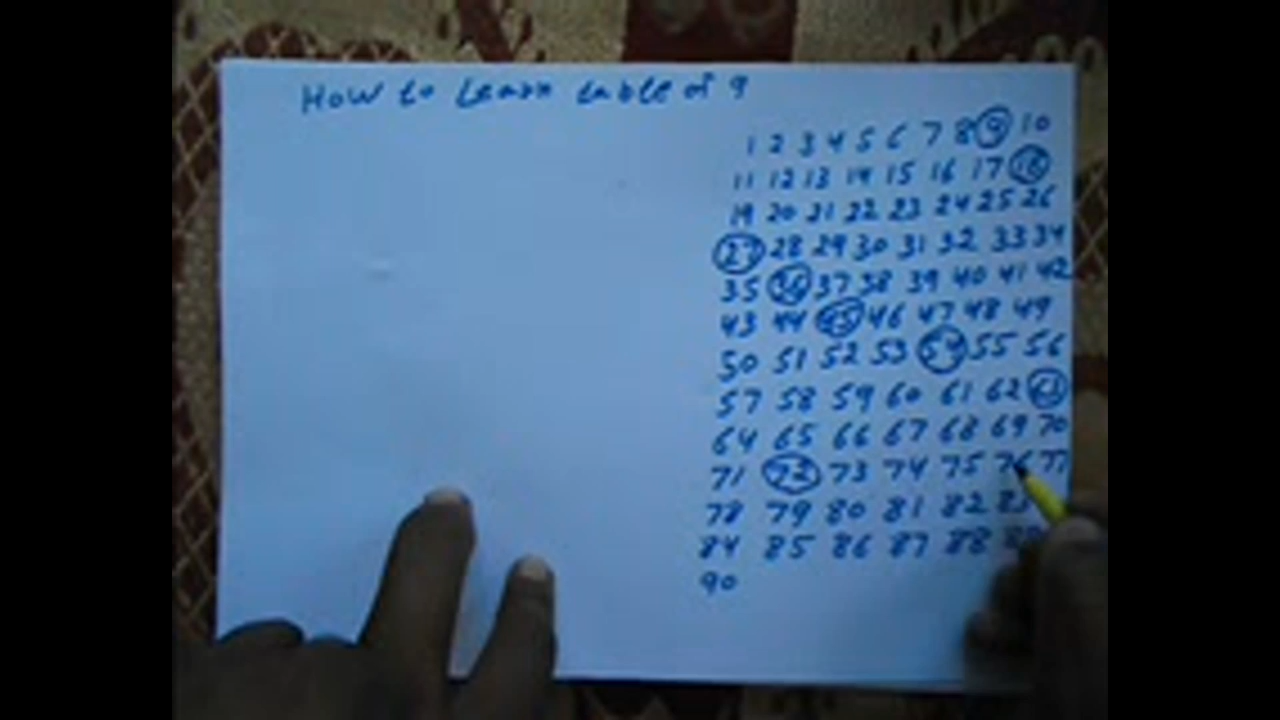 How to Learn table of 9
1 2 3 4 5 6 7 8 9 10
11 12 13 14 15 16 17 18
19 20 21 22 23 24 25 26
27 28 29 30 31 32 33 34
35 36 37 38 39 40 41 42
43 44 45 46 47 48 49
50 51 52 53 54 55 56
57 58 59 60 61 62 63
64 65 66 67 68 69 70
71 72 73 74 75 76 77
78 79 80 81 82 83
84 85 86 87 88 89
90